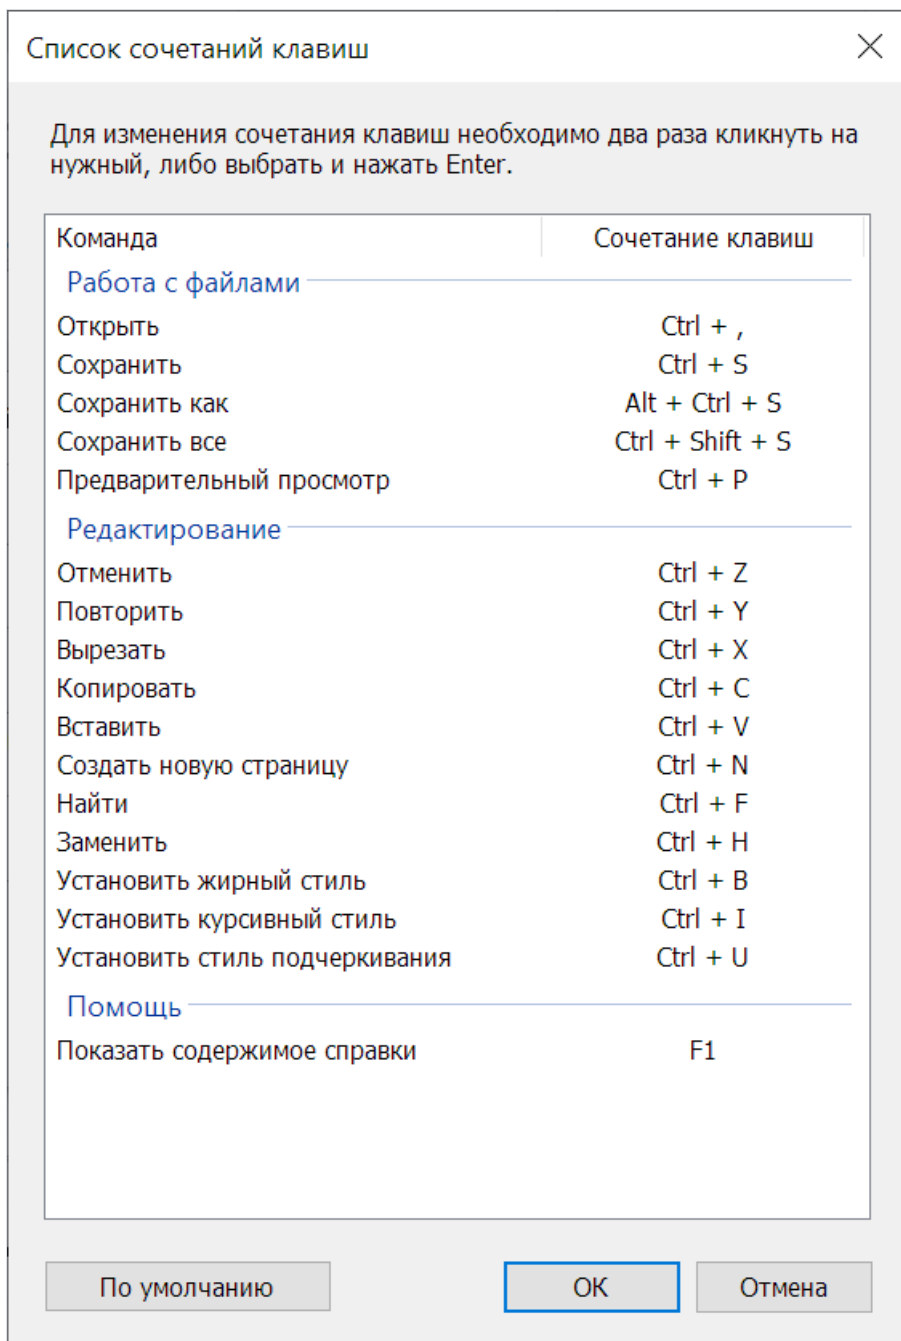 Список сочетаний клавиш
Для изменения сочетания клавиш необходимо два раза кликнуть на
нужный, либо выбрать и нажать Enter.
Команда Сочетание клавиш
Работа с файлами
Открыть Ctrl + ,
Сохранить Ctrl + S
Сохранить как Alt + Ctrl + S
Сохранить все Ctrl + Shift + S
Предварительный просмотр Ctrl + P
Редактирование
Отменить Ctrl + Z
Повторить Ctrl + Y
Вырезать Ctrl + X
Копировать Ctrl + C
Вставить Ctrl + V
Создать новую страницу Ctrl + N
Найти Ctrl + F
Заменить Ctrl + H
Установить жирный стиль Ctrl + B
Установить курсивный стиль Ctrl + I
Установить стиль подчеркивания Ctrl + U
Помощь
Показать содержимое справки F1
По умолчанию ОК Отмена